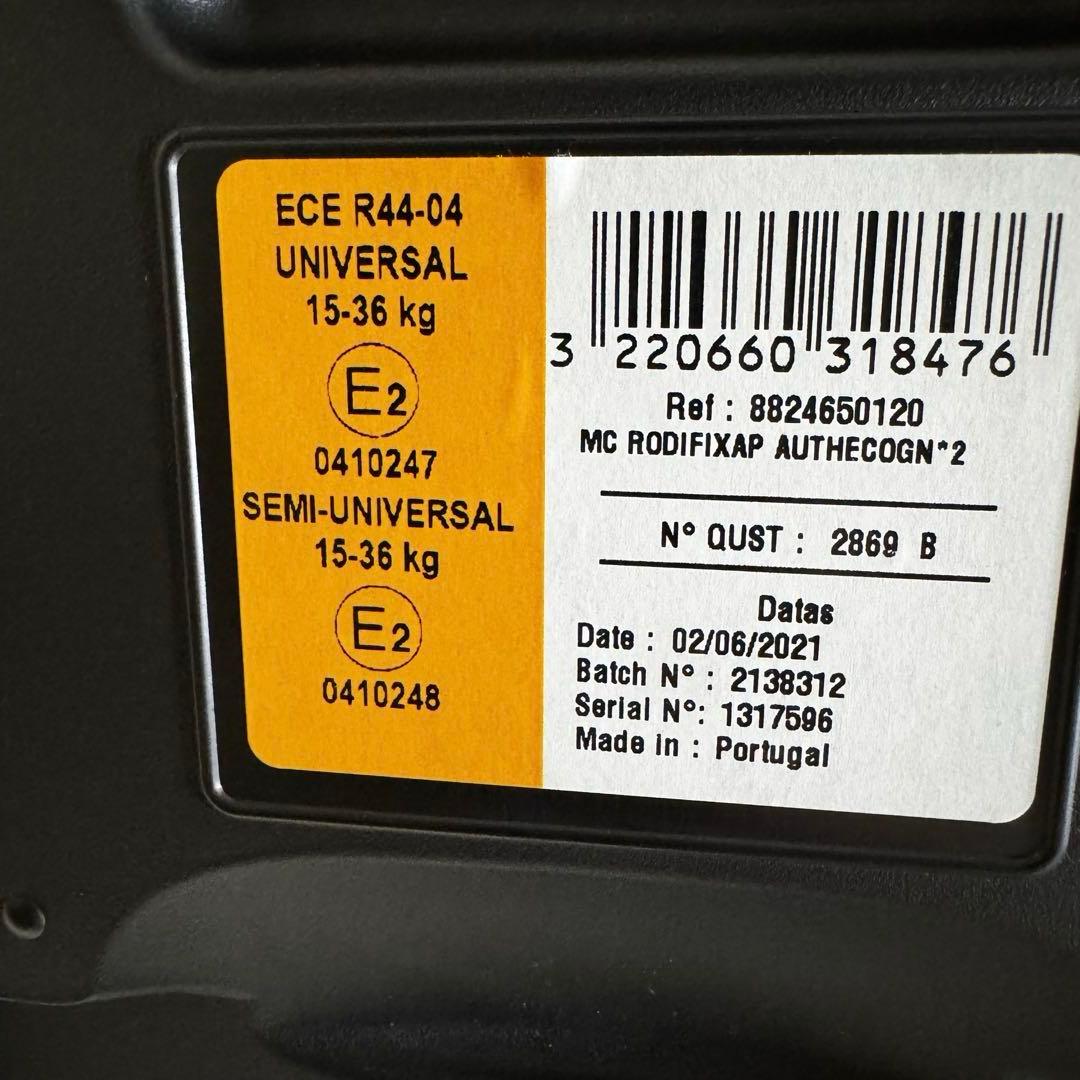 ECE R44-04
UNIVERSAL
15-36 kg
E2
0410247
SEMI-UNIVERSAL
15-36 kg
E2
0410248
3 220660 318476
Ref : 8824650120
MC RODIFIXAP AUTHECOGN*2
N° QUST : 2869 B
Datas
Date : 02/06/2021
Batch N° : 2138312
Serial N°: 1317596
Made in : Portugal